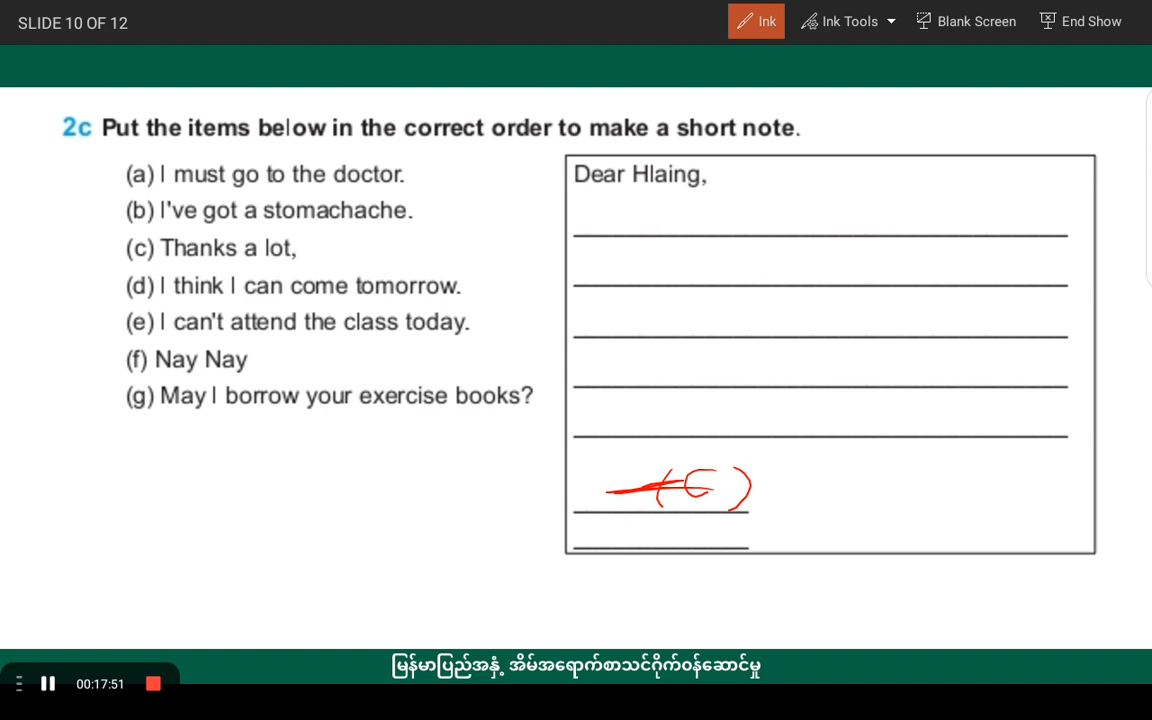 SLIDE 10 OF 12
Ink
Ink Tools
Blank Screen
End Show
2c Put the items below in the correct order to make a short note.
(a) I must go to the doctor.
(b) I've got a stomachache.
(c) Thanks a lot,
(d) I think I can come tomorrow.
(e) I can't attend the class today.
(f) Nay Nay
(g) May I borrow your exercise books?
Dear Hlaing,
မြန်မာပြည်အနှံ့ အိမ်အရောက်စာသင်ဂိုက်ဝန်ဆောင်မှု
00:17:51